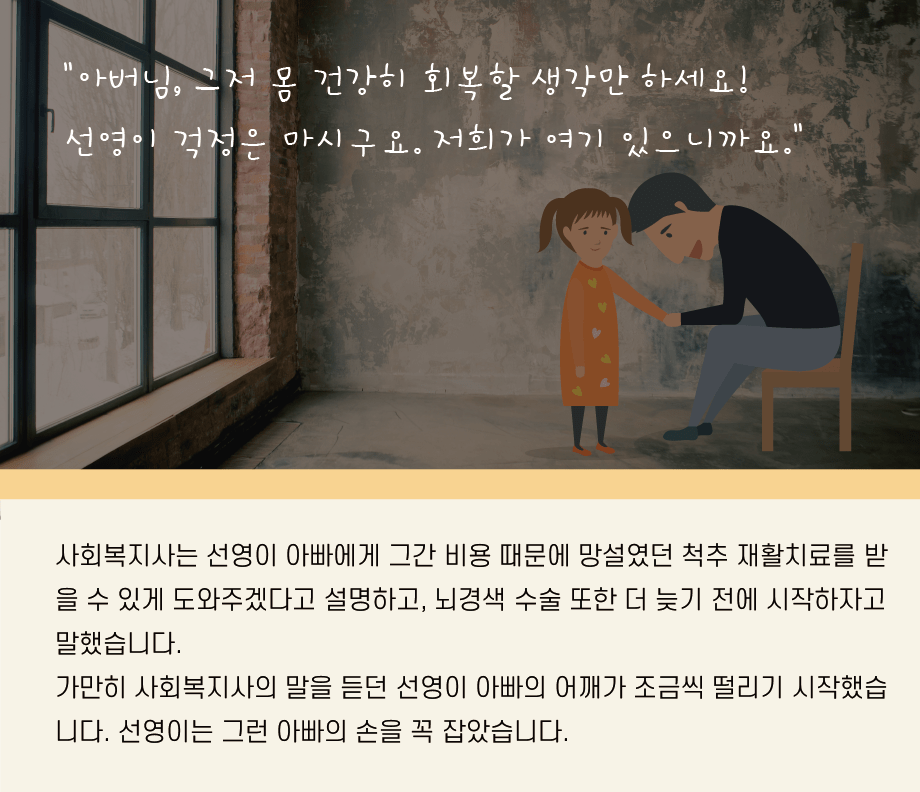 "아버님, 그저 몸 건강히 회복할 생각만 하세요!
선영이 걱정은 마시구요. 저희가 여기 있으니까요."
사회복지사는 선영이 아빠에게 그간 비용 때문에 망설였던 척추 재활치료를 받
을 수 있게 도와주겠다고 설명하고, 뇌경색 수술 또한 더 늦기 전에 시작하자고
말했습니다.
가만히 사회복지사의 말을 듣던 선영이 아빠의 어깨가 조금씩 떨리기 시작했습
니다. 선영이는 그런 아빠의 손을 꼭 잡았습니다.